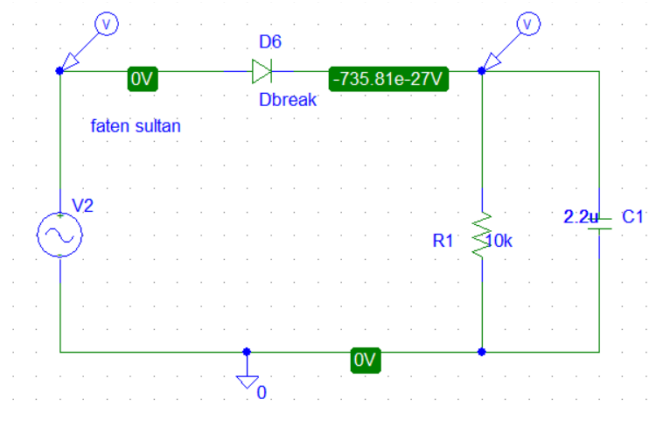 V
V
D6
0V
-735.81e-27V
Dbreak
faten sultan
V2
2.2u
C1
R1
10k
0V
0